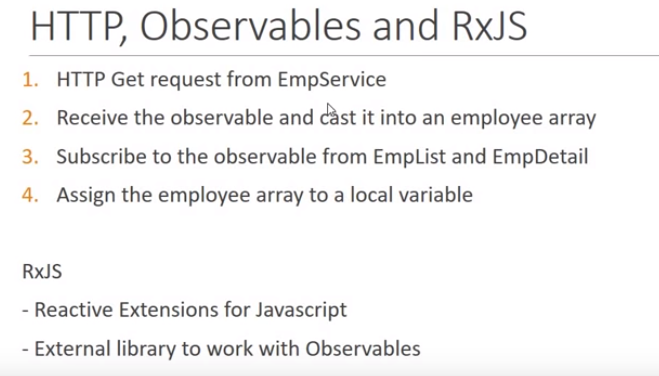 HTTP, Observables and RxJS
1. HTTP Get request from EmpService
2. Receive the observable and cast it into an employee array
3. Subscribe to the observable from EmpList and EmpDetail
4. Assign the employee array to a local variable
RxJS
- Reactive Extensions for Javascript
- External library to work with Observables